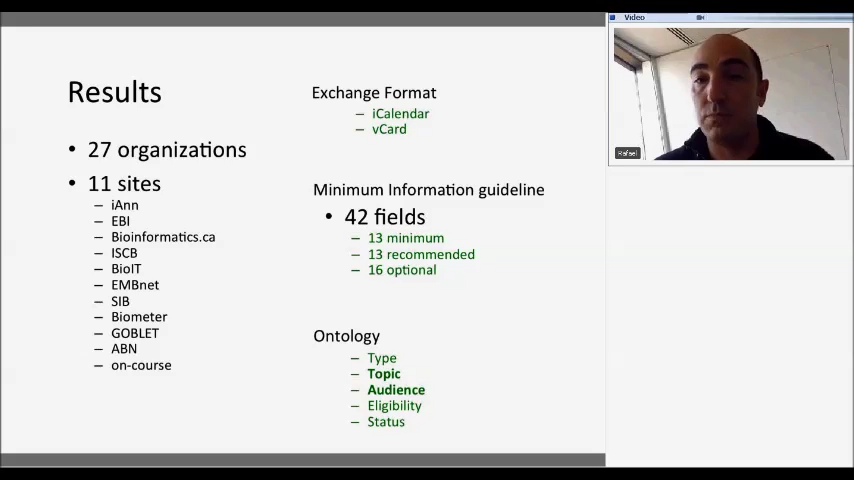 Results
• 27 organizations
• 11 sites
– iAnn
– EBI
– Bioinformatics.ca
– ISCB
– BioIT
– EMBnet
– SIB
– Biometer
– GOBLET
– ABN
– on-course
Exchange Format
– iCalendar
– vCard
Minimum Information guideline
• 42 fields
– 13 minimum
– 13 recommended
– 16 optional
Ontology
– Type
– Topic
– Audience
– Eligibility
– Status
Video
Rafael